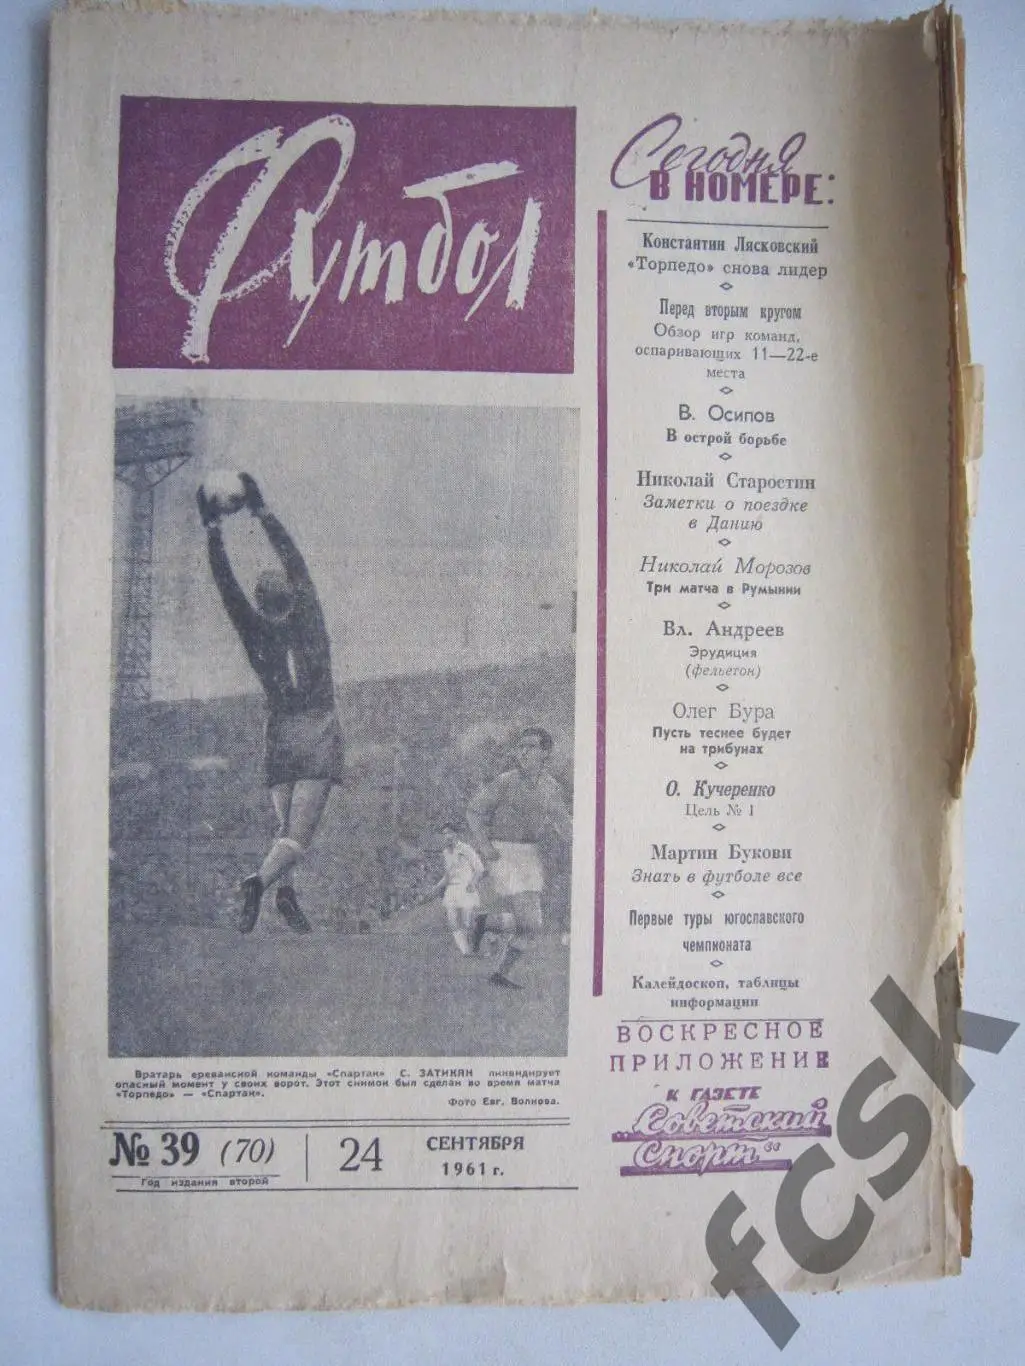 Футбол
Сегодня
В НОМЕРЕ:
Константин Лясковский
«Торпедо» снова лидер
Перед вторым кругом
Обзор игр команд,
оспаривающих 11—22-е
места
В. Осипов
В острой борьбе
Николай Старостин
Заметки о поездке
в Данию
Николай Морозов
Три матча в Румынии
Вл. Андреев
Эрудиция
(фельетон)
Олег Бура
Пусть теснее будет
на трибунах
О. Кучеренко
Цель № 1
Мартин Букови
Знать в футболе все
Первые туры югославского
чемпионата
Калейдоскоп, таблицы
информации
ВОСКРЕСНОЕ
ПРИЛОЖЕНИЕ
К ГАЗЕТЕ
„Советский
Спорт“
Вратарь ереванской команды «Спартак» С. ЗАТИКЯН ликвидирует
опасный момент у своих ворот. Этот снимок был сделан во время матча
«Торпедо» — «Спартак».
Фото Евг. Волкова.
№ 39 (70)
Год издания второй
24
СЕНТЯБРЯ
1961 г.
fcsk